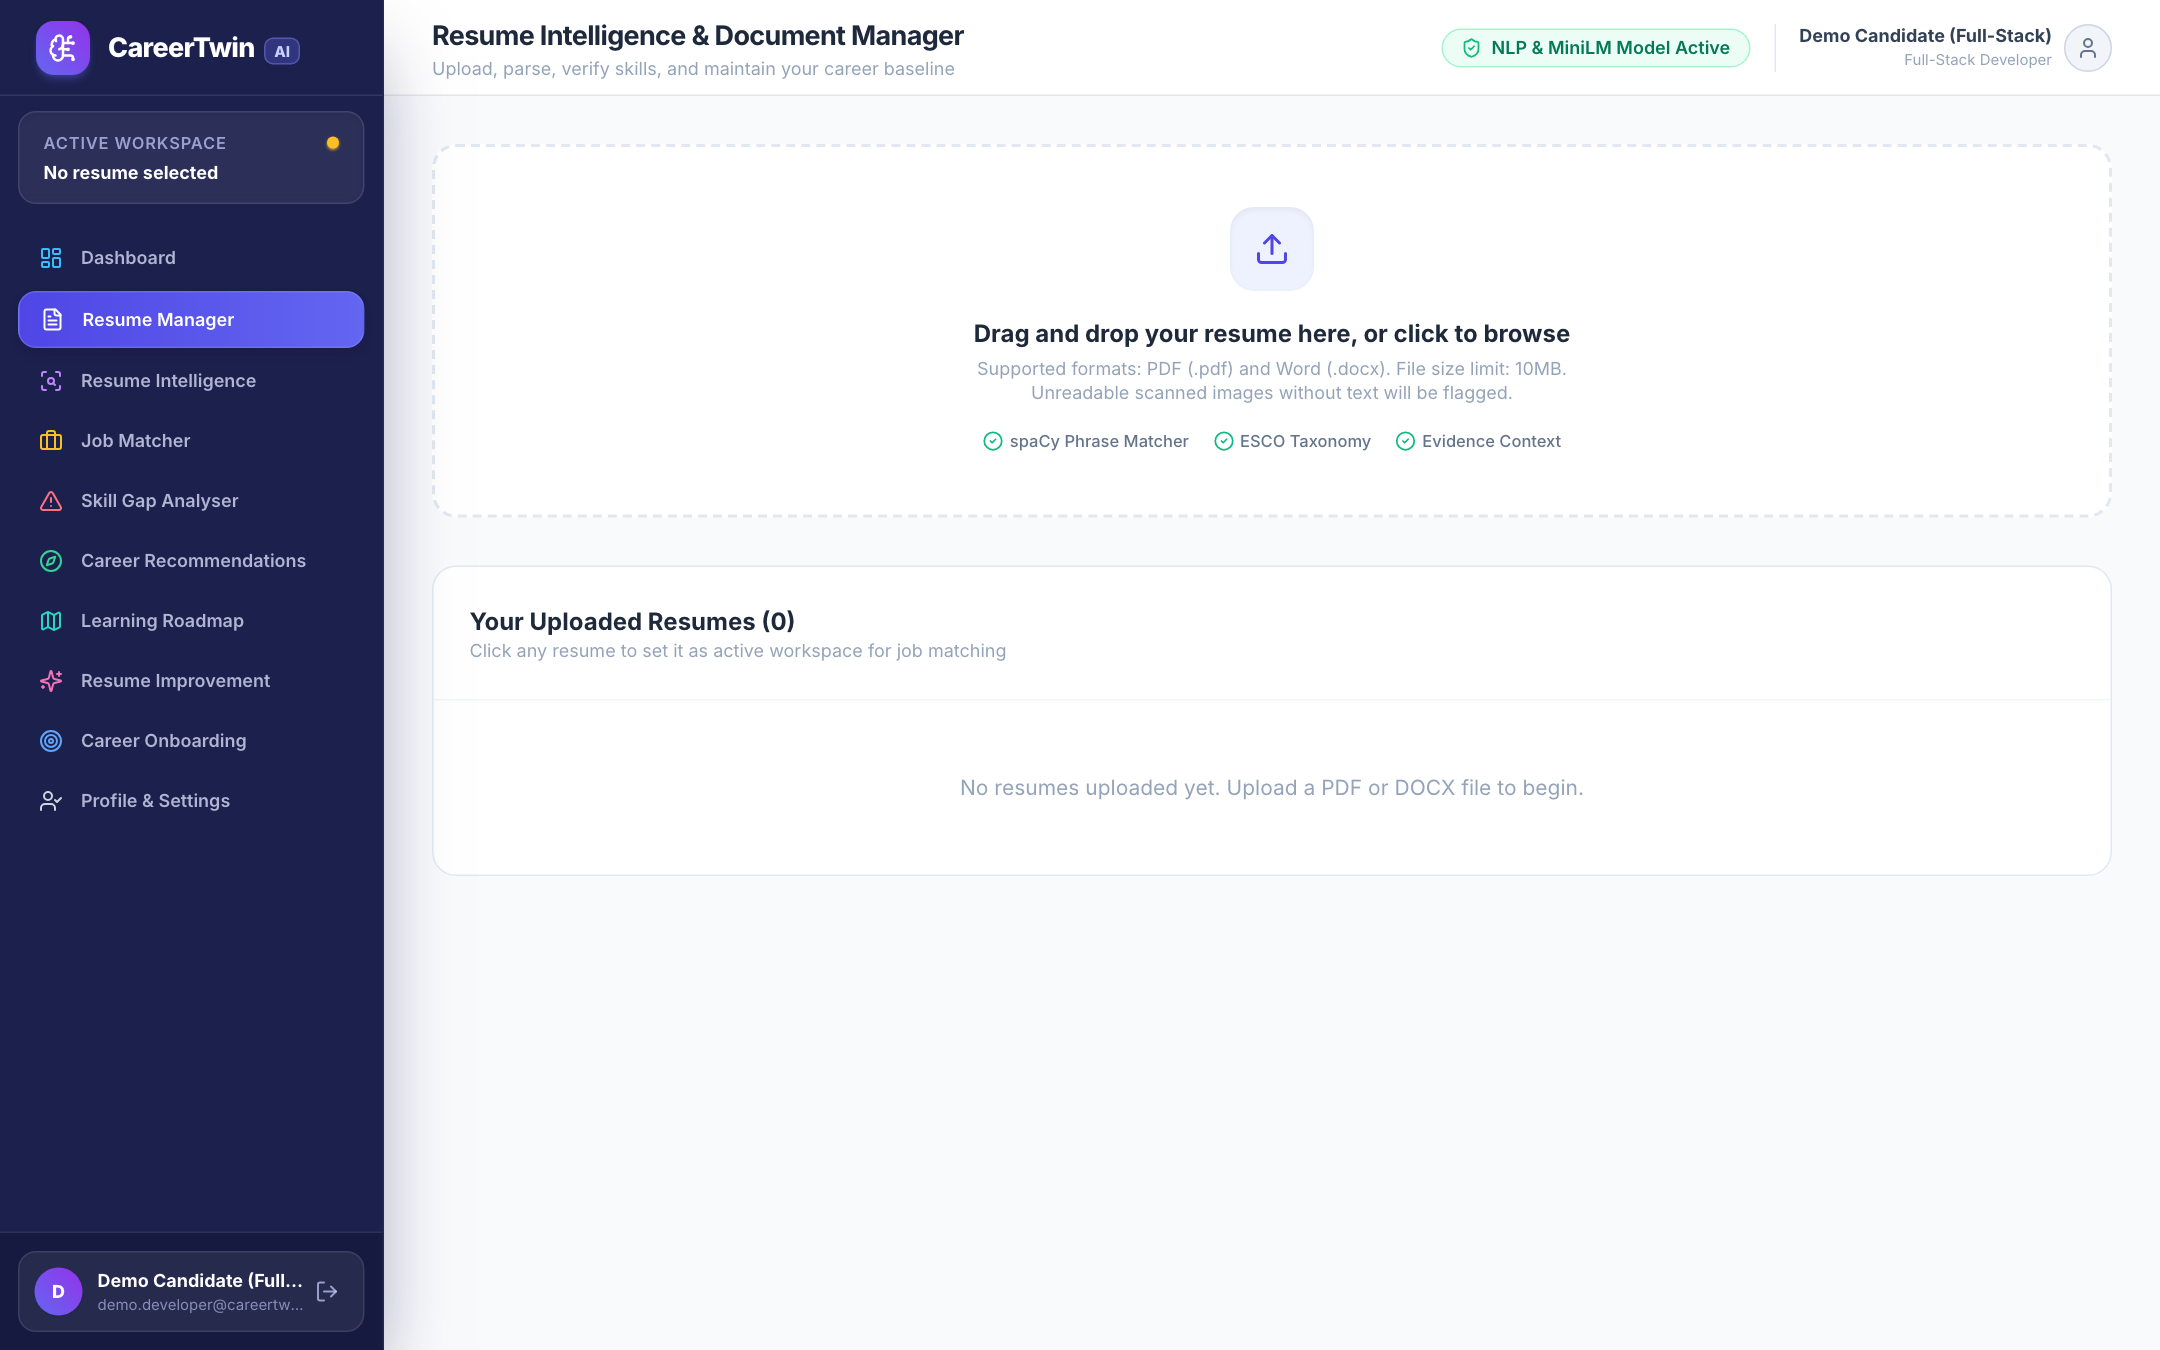 CareerTwin AI
ACTIVE WORKSPACE
No resume selected
Dashboard
Resume Manager
Resume Intelligence
Job Matcher
Skill Gap Analyser
Career Recommendations
Learning Roadmap
Resume Improvement
Career Onboarding
Profile & Settings
D
Demo Candidate (Full...
demo.developer@careertw...
Resume Intelligence & Document Manager
Upload, parse, verify skills, and maintain your career baseline
NLP & MiniLM Model Active
Demo Candidate (Full-Stack)
Full-Stack Developer
Drag and drop your resume here, or click to browse
Supported formats: PDF (.pdf) and Word (.docx). File size limit: 10MB.
Unreadable scanned images without text will be flagged.
spaCy Phrase Matcher ESCO Taxonomy Evidence Context
Your Uploaded Resumes (0)
Click any resume to set it as active workspace for job matching
No resumes uploaded yet. Upload a PDF or DOCX file to begin.